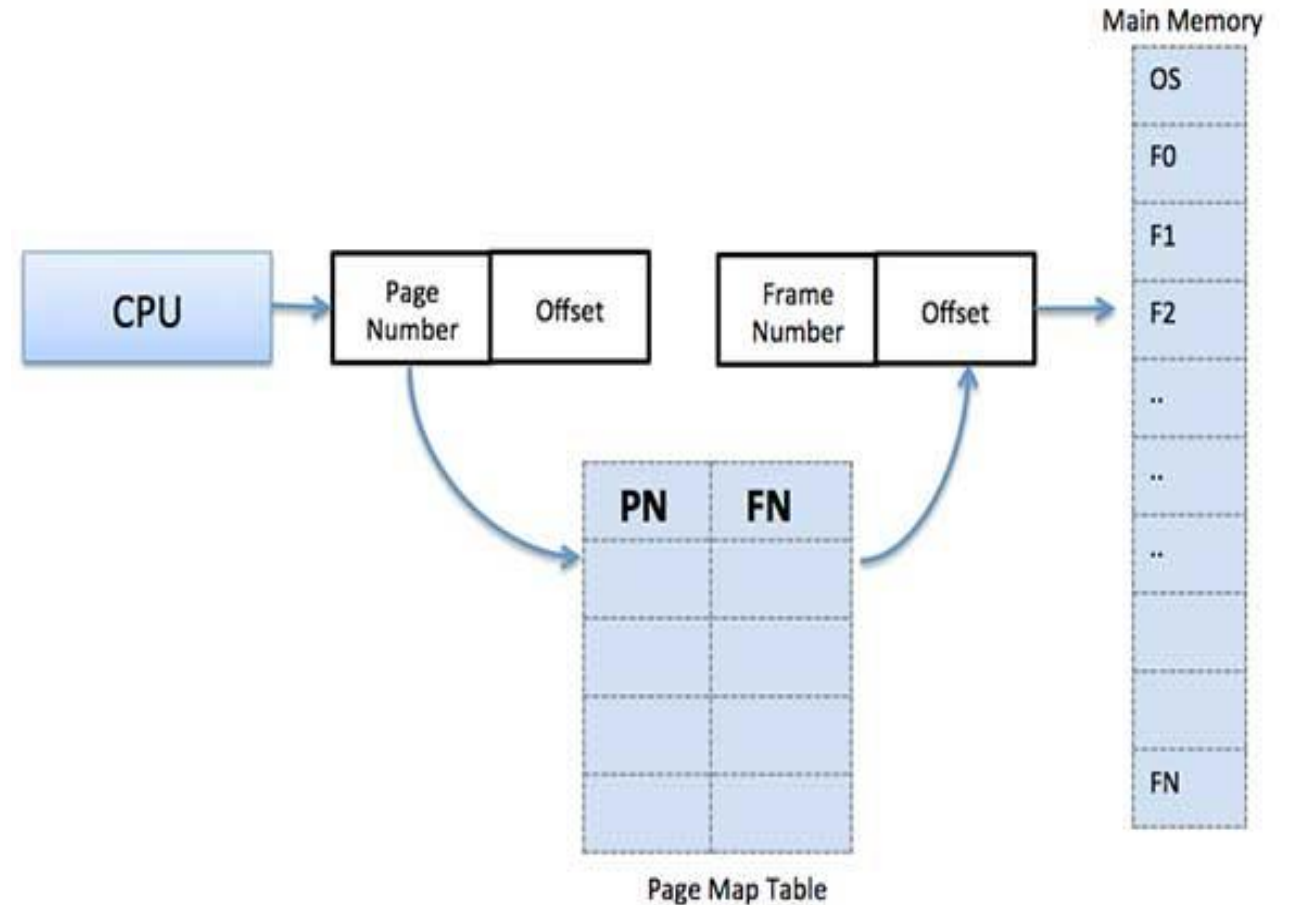 Main Memory
OS
F0
F1
F2
..
..
..
FN
CPU
Page
Number
Offset
Frame
Number
Offset
PN FN
Page Map Table